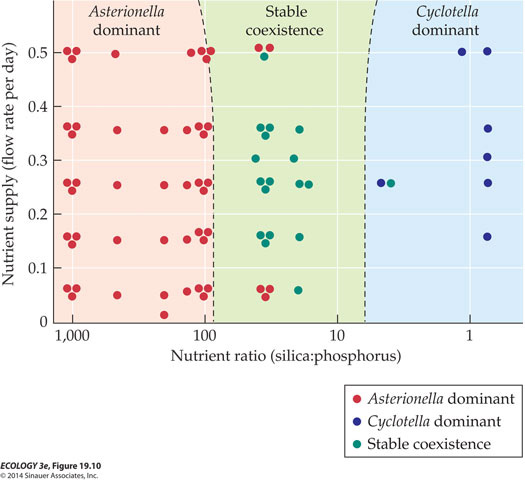 Asterionella
dominant
Stable
coexistence
Cyclotella
dominant
Nutrient supply (flow rate per day)
0.5
0.4
0.3
0.2
0.1
0
1,000
100
10
1
Nutrient ratio (silica:phosphorus)
Asterionella dominant
Cyclotella dominant
Stable coexistence
ECOLOGY 3e, Figure 19.10
© 2014 Sinauer Associates, Inc.